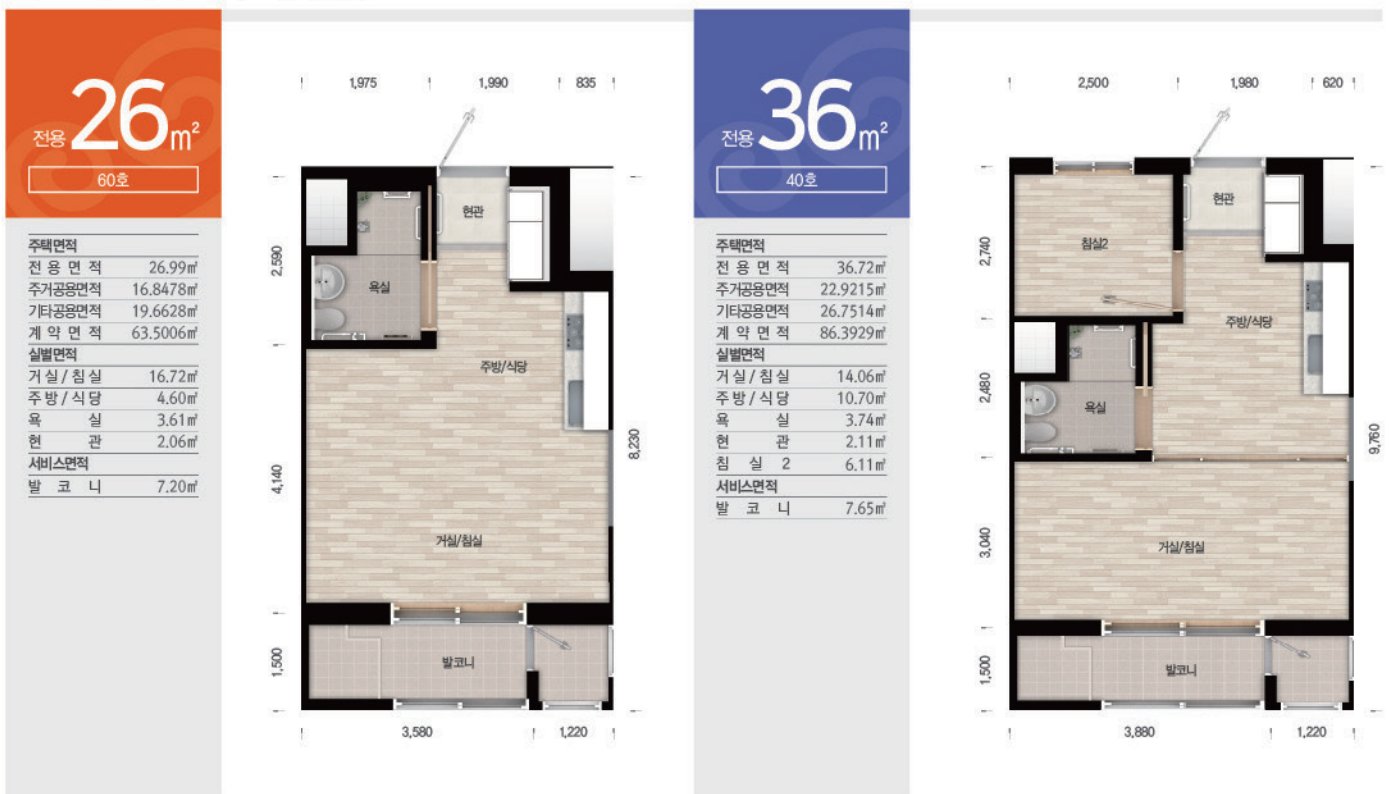 전용 26m²
60호
주택면적
전용면적 26.99㎡
주거공용면적 16.8478㎡
기타공용면적 19.6628㎡
계약면적 63.5006㎡
실별면적
거실/침실 16.72㎡
주방/식당 4.60㎡
욕실 3.61㎡
현관 2.06㎡
서비스면적
발코니 7.20㎡
1,975 1,990 835
2,590
4,140
1,500
8,230
현관
욕실
주방/식당
거실/침실
발코니
3,580 1,220
전용 36m²
40호
주택면적
전용면적 36.72㎡
주거공용면적 22.9215㎡
기타공용면적 26.7514㎡
계약면적 86.3929㎡
실별면적
거실/침실 14.06㎡
주방/식당 10.70㎡
욕실 3.74㎡
현관 2.11㎡
침실2 6.11㎡
서비스면적
발코니 7.65㎡
2,500 1,980 620
2,740
2,480
3,040
1,500
9,760
현관
침실2
주방/식당
욕실
거실/침실
발코니
3,880 1,220